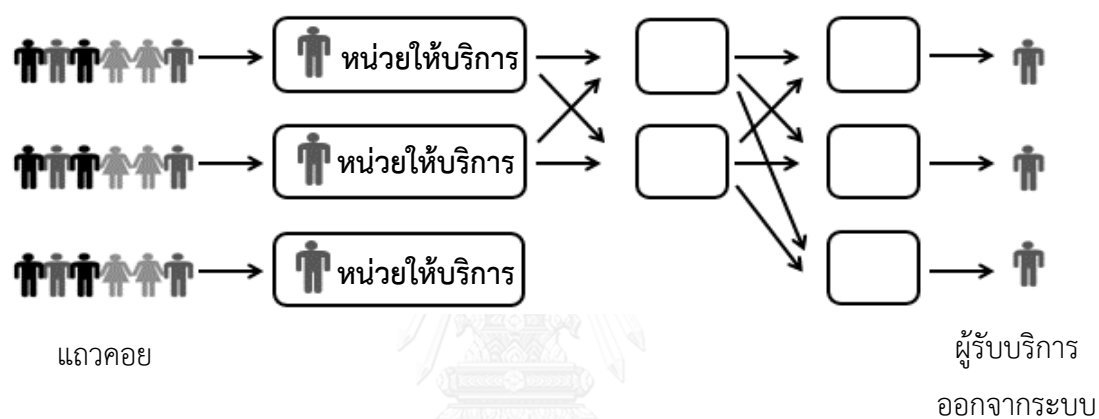 หน่วยให้บริการ
หน่วยให้บริการ
หน่วยให้บริการ
แถวคอย
ผู้รับบริการ
ออกจากระบบ